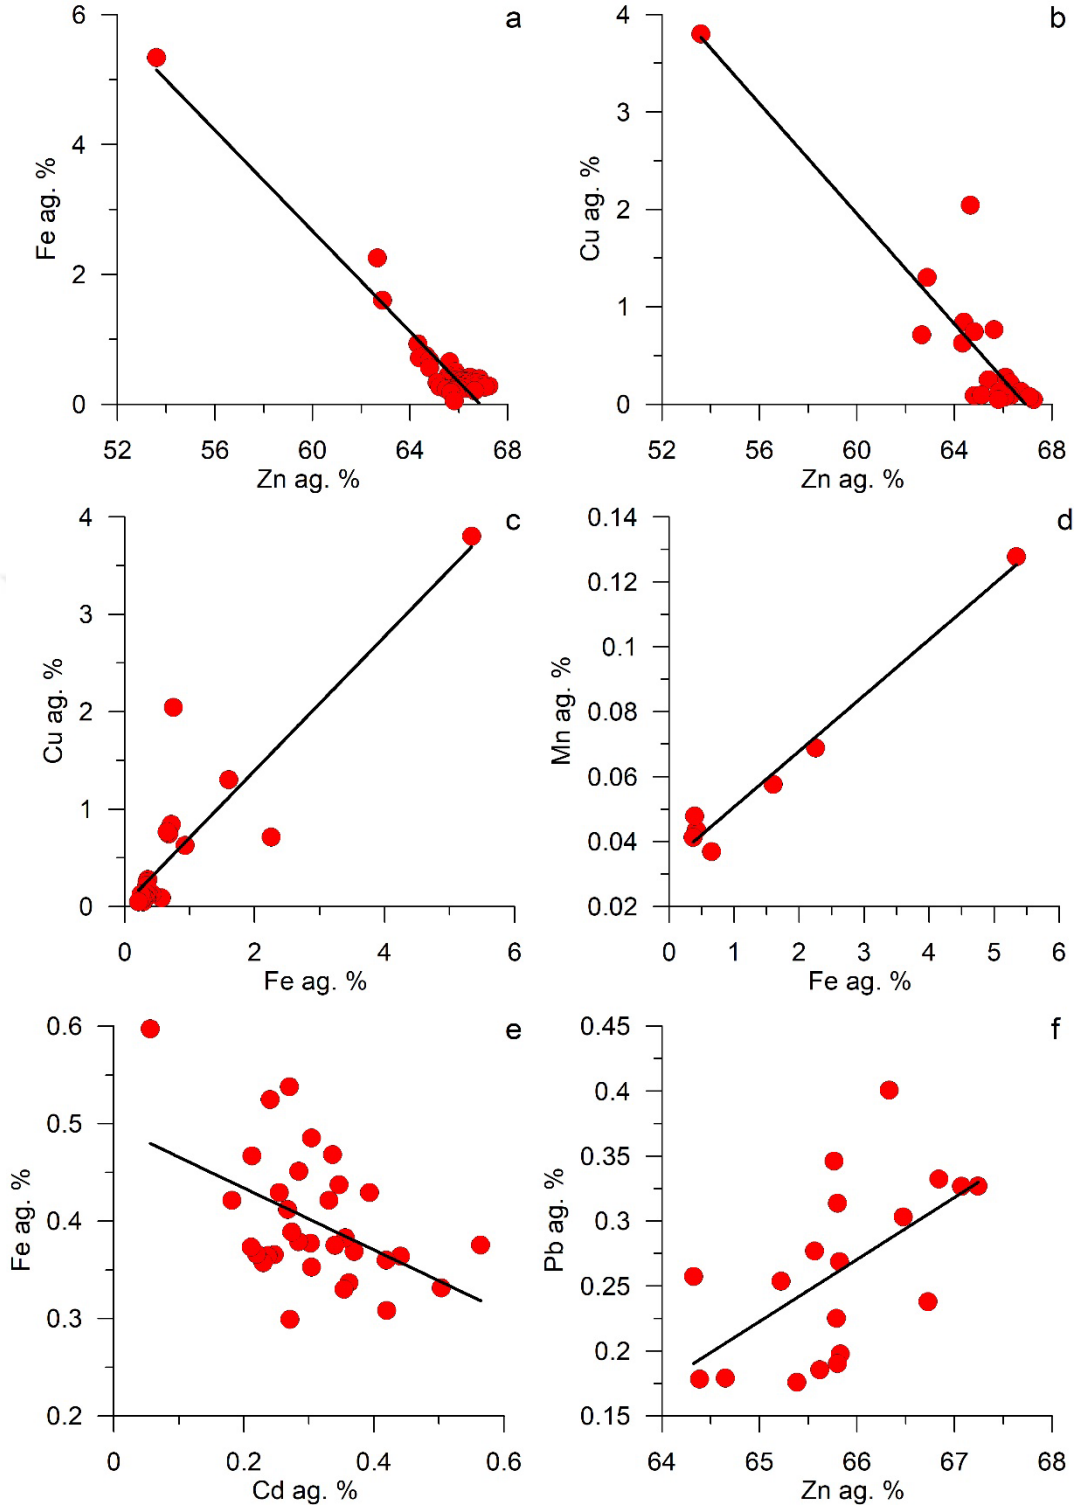 a
6
4
2
0
Fe ag. %
52 56 60 64 68
Zn ag. %
b
4
3
2
1
0
Cu ag. %
52 56 60 64 68
Zn ag. %
c
4
3
2
1
0
Cu ag. %
0 2 4 6
Fe ag. %
d
0.14
0.12
0.1
0.08
0.06
0.04
0.02
Mn ag. %
0 1 2 3 4 5 6
Fe ag. %
e
0.6
0.5
0.4
0.3
0.2
Fe ag. %
0 0.2 0.4 0.6
Cd ag. %
f
0.45
0.4
0.35
0.3
0.25
0.2
0.15
Pb ag. %
64 65 66 67 68
Zn ag. %